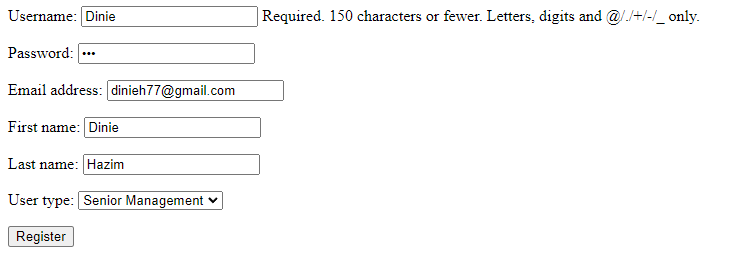 Username: Dinie Required. 150 characters or fewer. Letters, digits and @/./+/-/_ only.
Password: •••
Email address: dinieh77@gmail.com
First name: Dinie
Last name: Hazim
User type: Senior Management
Register